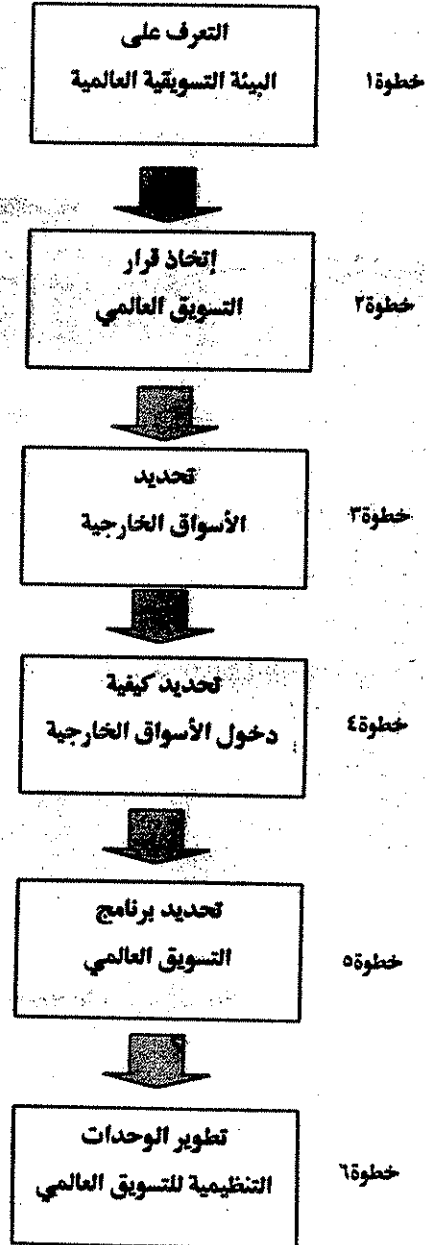 التعرف على
البيئة التسويقية العالمية
خطوة١
إتخاذ قرار
التسويق العالمي
خطوة٢
تحديد
الأسواق الخارجية
خطوة٣
تحديد كيفية
دخول الأسواق الخارجية
خطوة٤
تحديد برنامج
التسويق العالمي
خطوة٥
تطوير الوحدات
التنظيمية للتسويق العالمي
خطوة٦